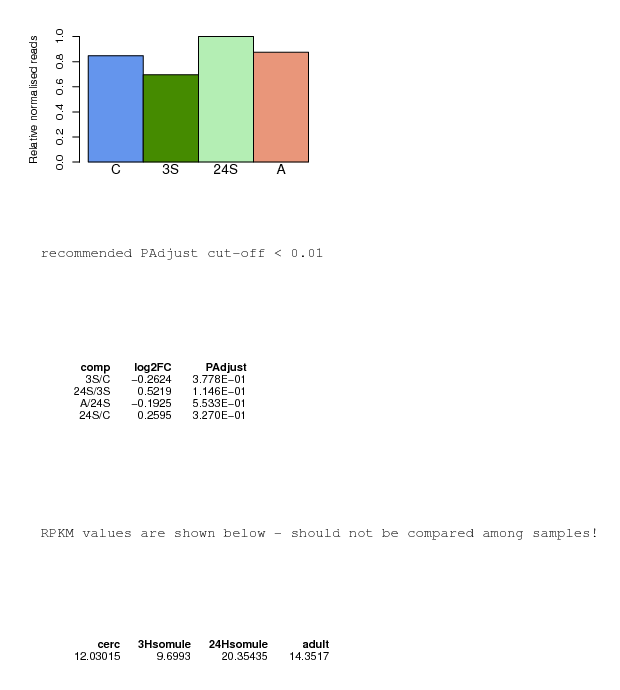 Relative normalised reads
1.0
0.8
0.6
0.4
0.2
0.0
C 3S 24S A
recommended PAdjust cut-off < 0.01
comp log2FC PAdjust
3S/C −0.2624 3.778E−01
24S/3S 0.5219 1.146E−01
A/24S −0.1925 5.533E−01
24S/C 0.2595 3.270E−01
RPKM values are shown below - should not be compared among samples!
cerc 3Hsomule 24Hsomule adult
12.03015 9.6993 20.35435 14.3517